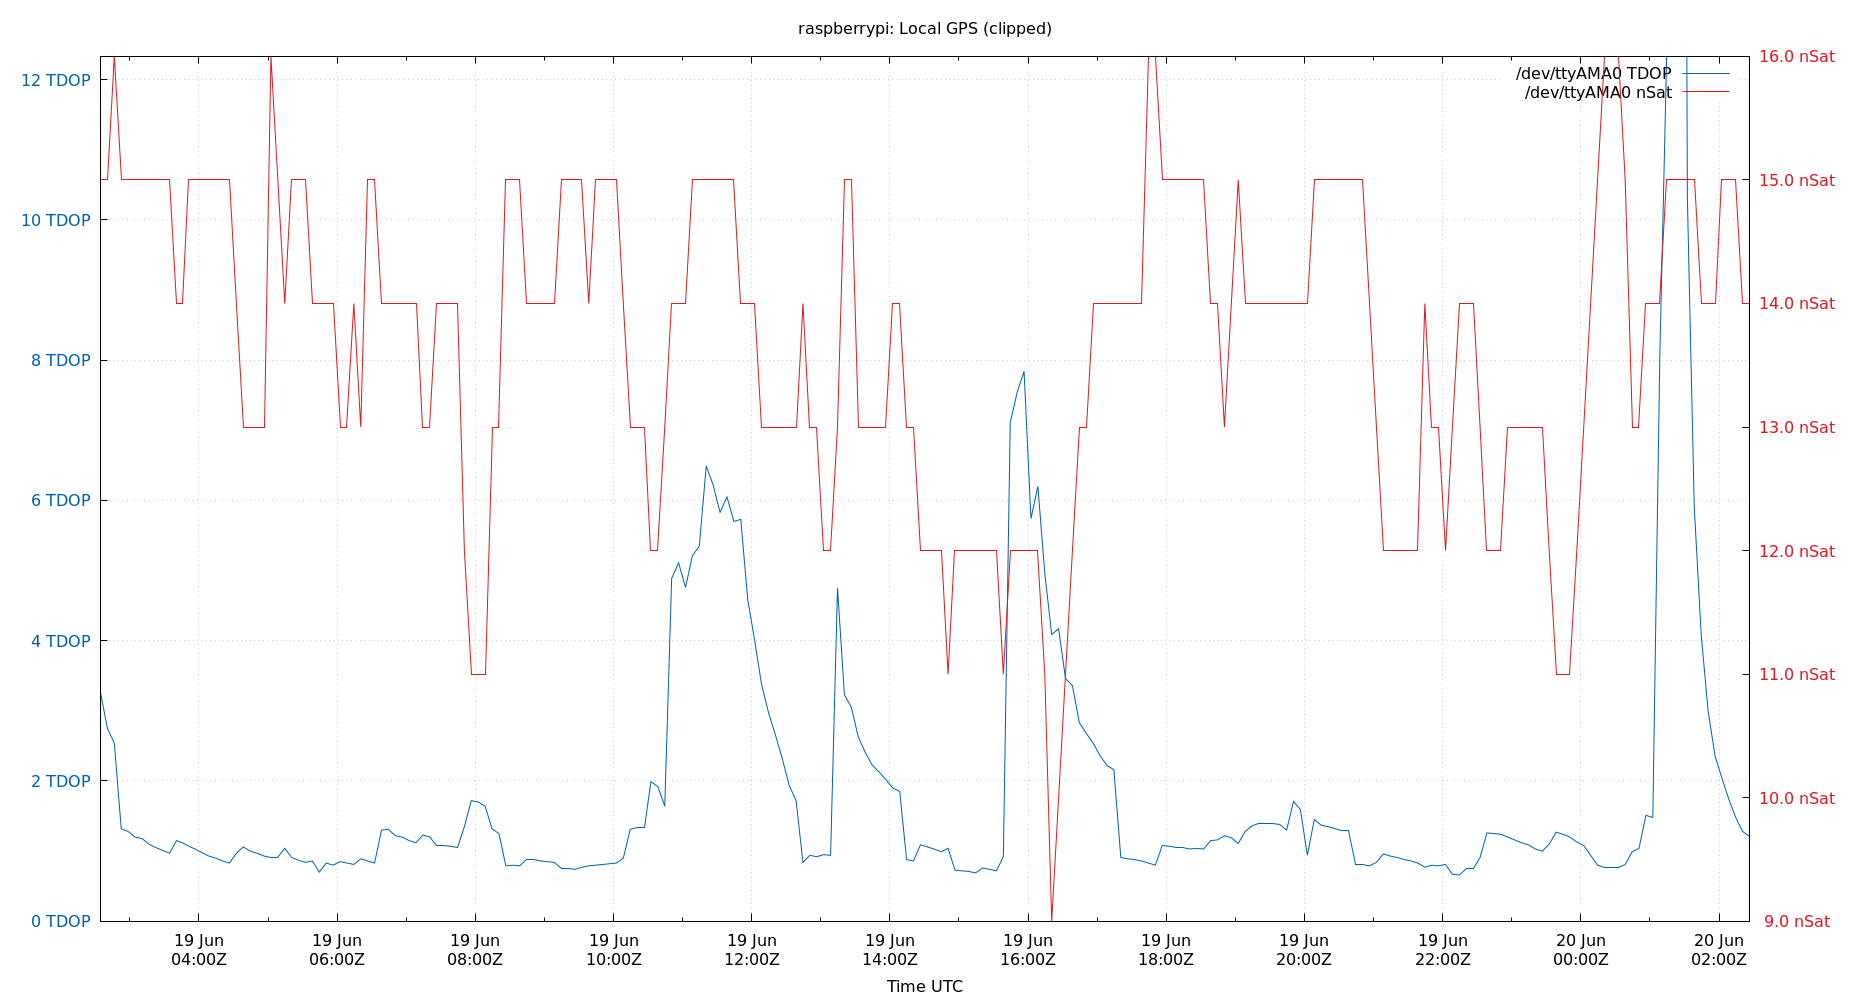 raspberrypi: Local GPS (clipped)
16.0 nSat
/dev/ttyAMA0 TDOP
12 TDOP
/dev/ttyAMA0 nSat
15.0 nSat
10 TDOP
14.0 nSat
8 TDOP
13.0 nSat
6 TDOP
12.0 nSat
4 TDOP
11.0 nSat
2 TDOP
10.0 nSat
0 TDOP
9.0 nSat
19 Jun 19 Jun 19 Jun 19 Jun 19 Jun 19 Jun 19 Jun 19 Jun 19 Jun 19 Jun 20 Jun 20 Jun
04:00Z 06:00Z 08:00Z 10:00Z 12:00Z 14:00Z 16:00Z 18:00Z 20:00Z 22:00Z 00:00Z 02:00Z
Time UTC